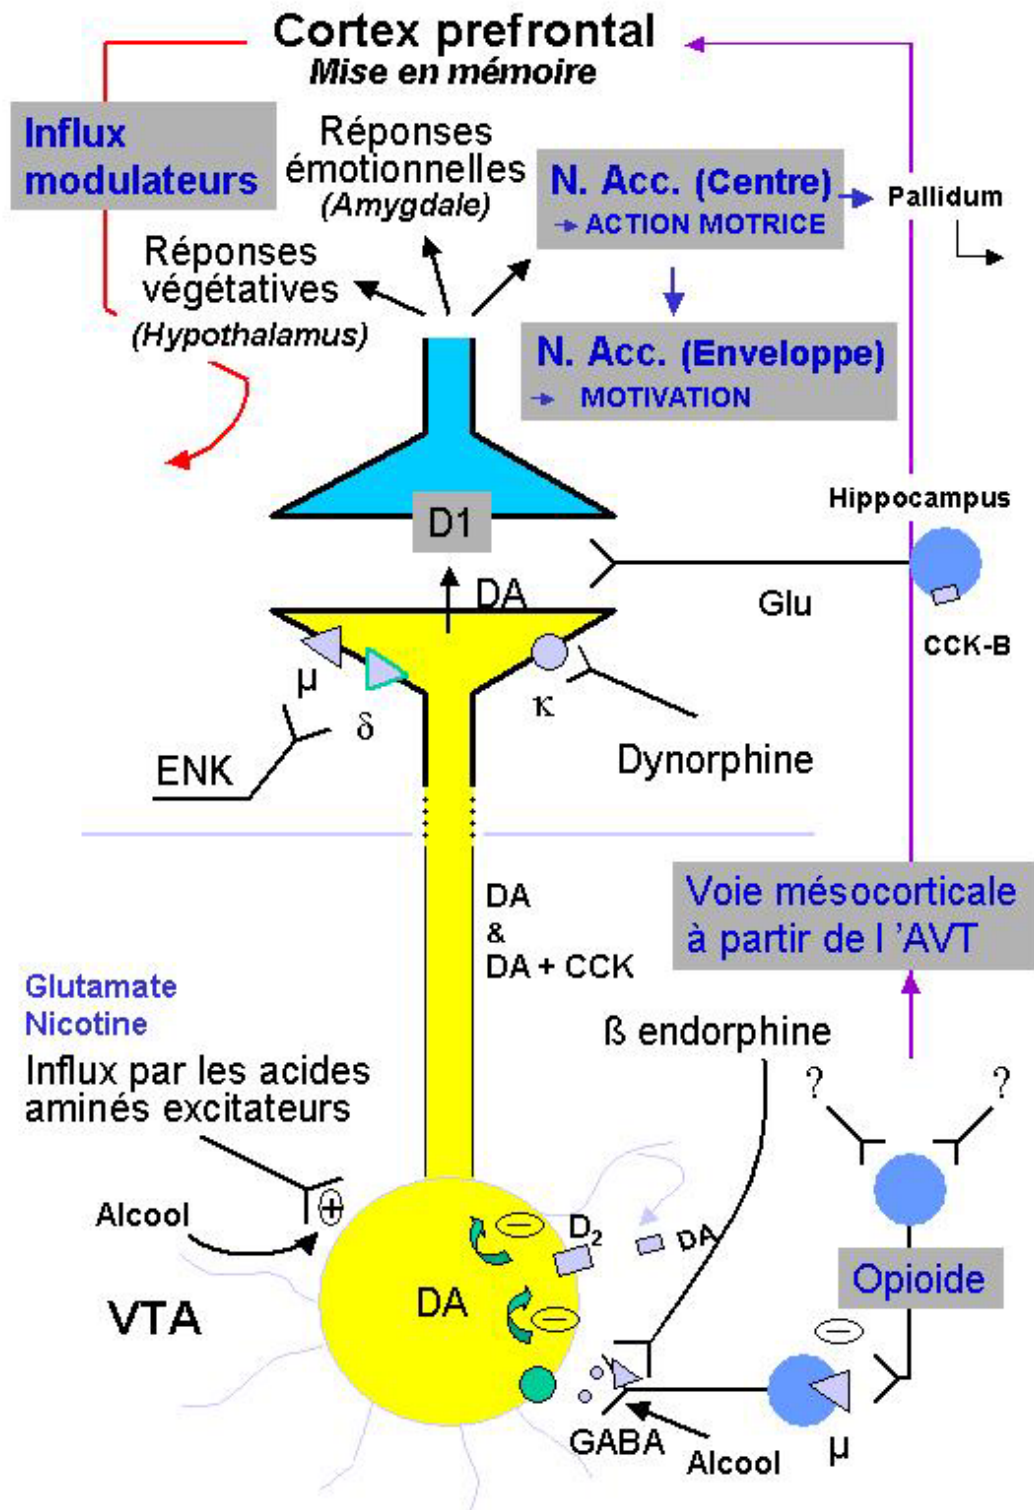 Cortex prefrontal
Mise en mémoire
Influx
modulateurs
Réponses
émotionnelles
(Amygdale)
N. Acc. (Centre)
ACTION MOTRICE
Pallidum
Réponses
végétatives
(Hypothalamus)
N. Acc. (Enveloppe)
MOTIVATION
Hippocampus
D1
DA
Glu
CCK-B
µ
δ
κ
ENK
Dynorphine
DA
&
DA + CCK
Voie mésocorticale
à partir de l ’AVT
Glutamate
Nicotine
Influx par les acides
aminés excitateurs
ß endorphine
?
?
Alcool
+
−
D2
DA
Opioide
VTA
DA
−
−
GABA
Alcool
µ